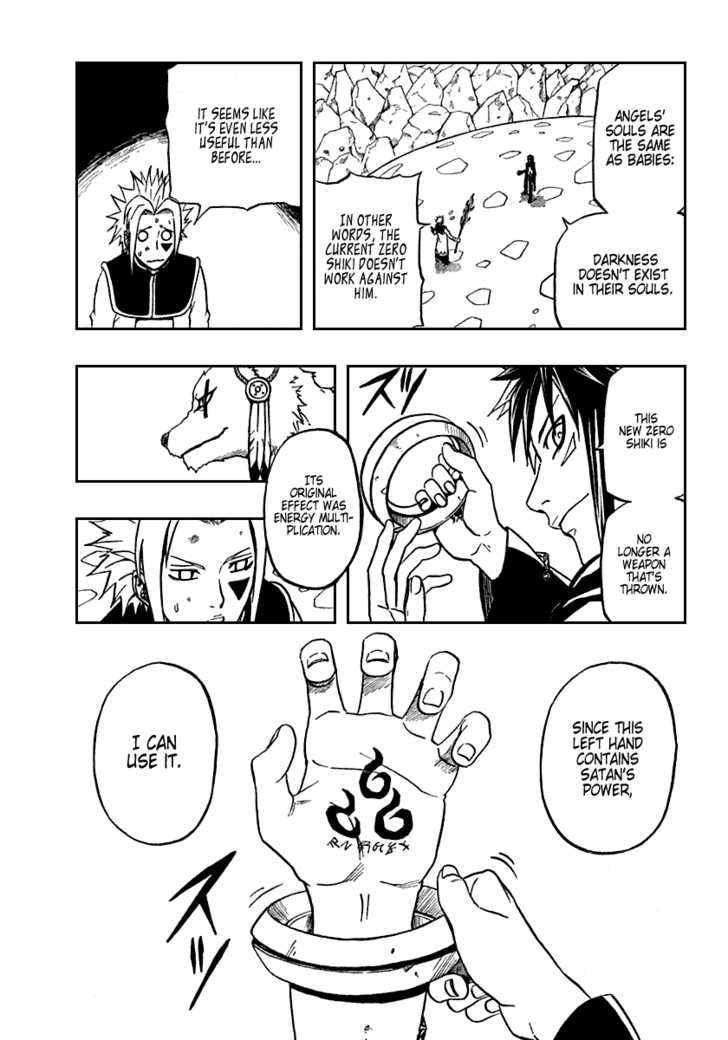 ANGELS'
SOULS ARE
THE SAME
AS BABIES:
DARKNESS
DOESN'T EXIST
IN THEIR SOULS.
IN OTHER
WORDS, THE
CURRENT ZERO
SHIKI DOESN'T
WORK AGAINST
HIM.
IT SEEMS LIKE
IT'S EVEN LESS
USEFUL THAN
BEFORE...
THIS
NEW ZERO
SHIKI IS
NO
LONGER A
WEAPON
THAT'S
THROWN.
ズ
ITS
ORIGINAL
EFFECT WAS
ENERGY MULTI-
PLICATION.
SINCE THIS
LEFT HAND
CONTAINS
SATAN'S
POWER,
I CAN
USE IT.
ズ